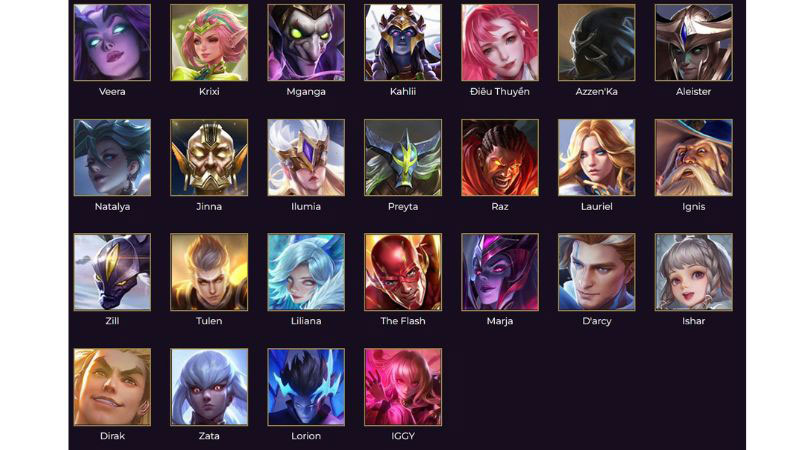 Veera
Krixi
Mganga
Kahlii
Điêu Thuyền
Azzen'Ka
Aleister
Natalya
Jinna
Ilumia
Preyta
Raz
Lauriel
Ignis
Zill
Tulen
Liliana
The Flash
Marja
D'arcy
Ishar
Dirak
Zata
Lorion
IGGY